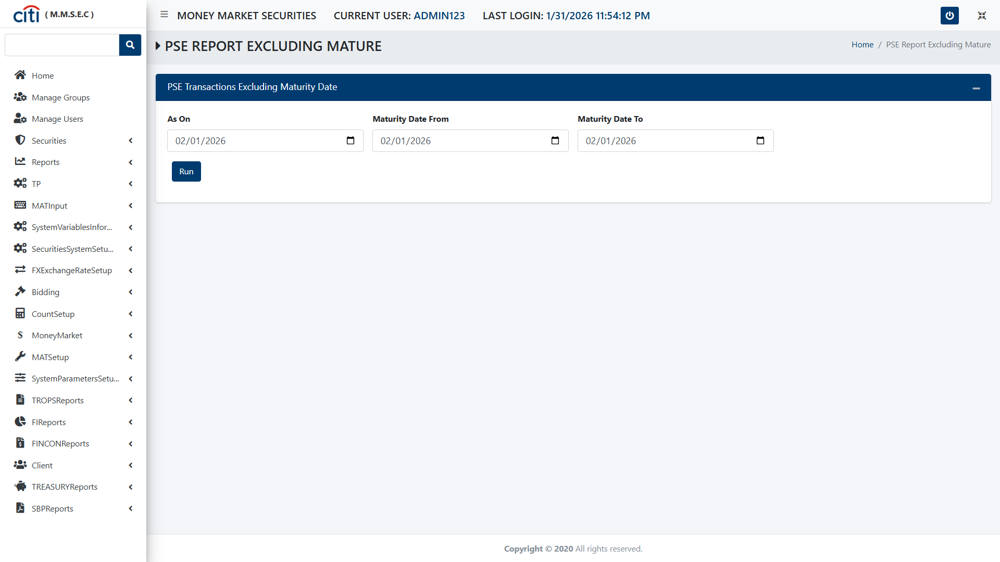 citi ( M.M.S.E.C )
MONEY MARKET SECURITIES CURRENT USER: ADMIN123 LAST LOGIN: 1/31/2026 11:54:12 PM
PSE REPORT EXCLUDING MATURE
Home / PSE Report Excluding Mature
Home
Manage Groups
Manage Users
Securities
Reports
TP
MATInput
SystemVariablesInfor...
SecuritiesSystemSetu...
FXExchangeRateSetup
Bidding
CountSetup
MoneyMarket
MATSetup
SystemParametersSetu...
TROPSReports
FIReports
FINCONReports
Client
TREASURYReports
SBPReports
PSE Transactions Excluding Maturity Date
As On Maturity Date From Maturity Date To
02/01/2026 02/01/2026 02/01/2026
Run
Copyright © 2020 All rights reserved.